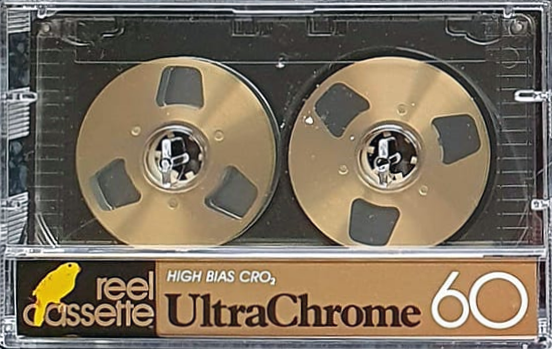 reel
cassette
HIGH BIAS CRO₂
UltraChrome
60